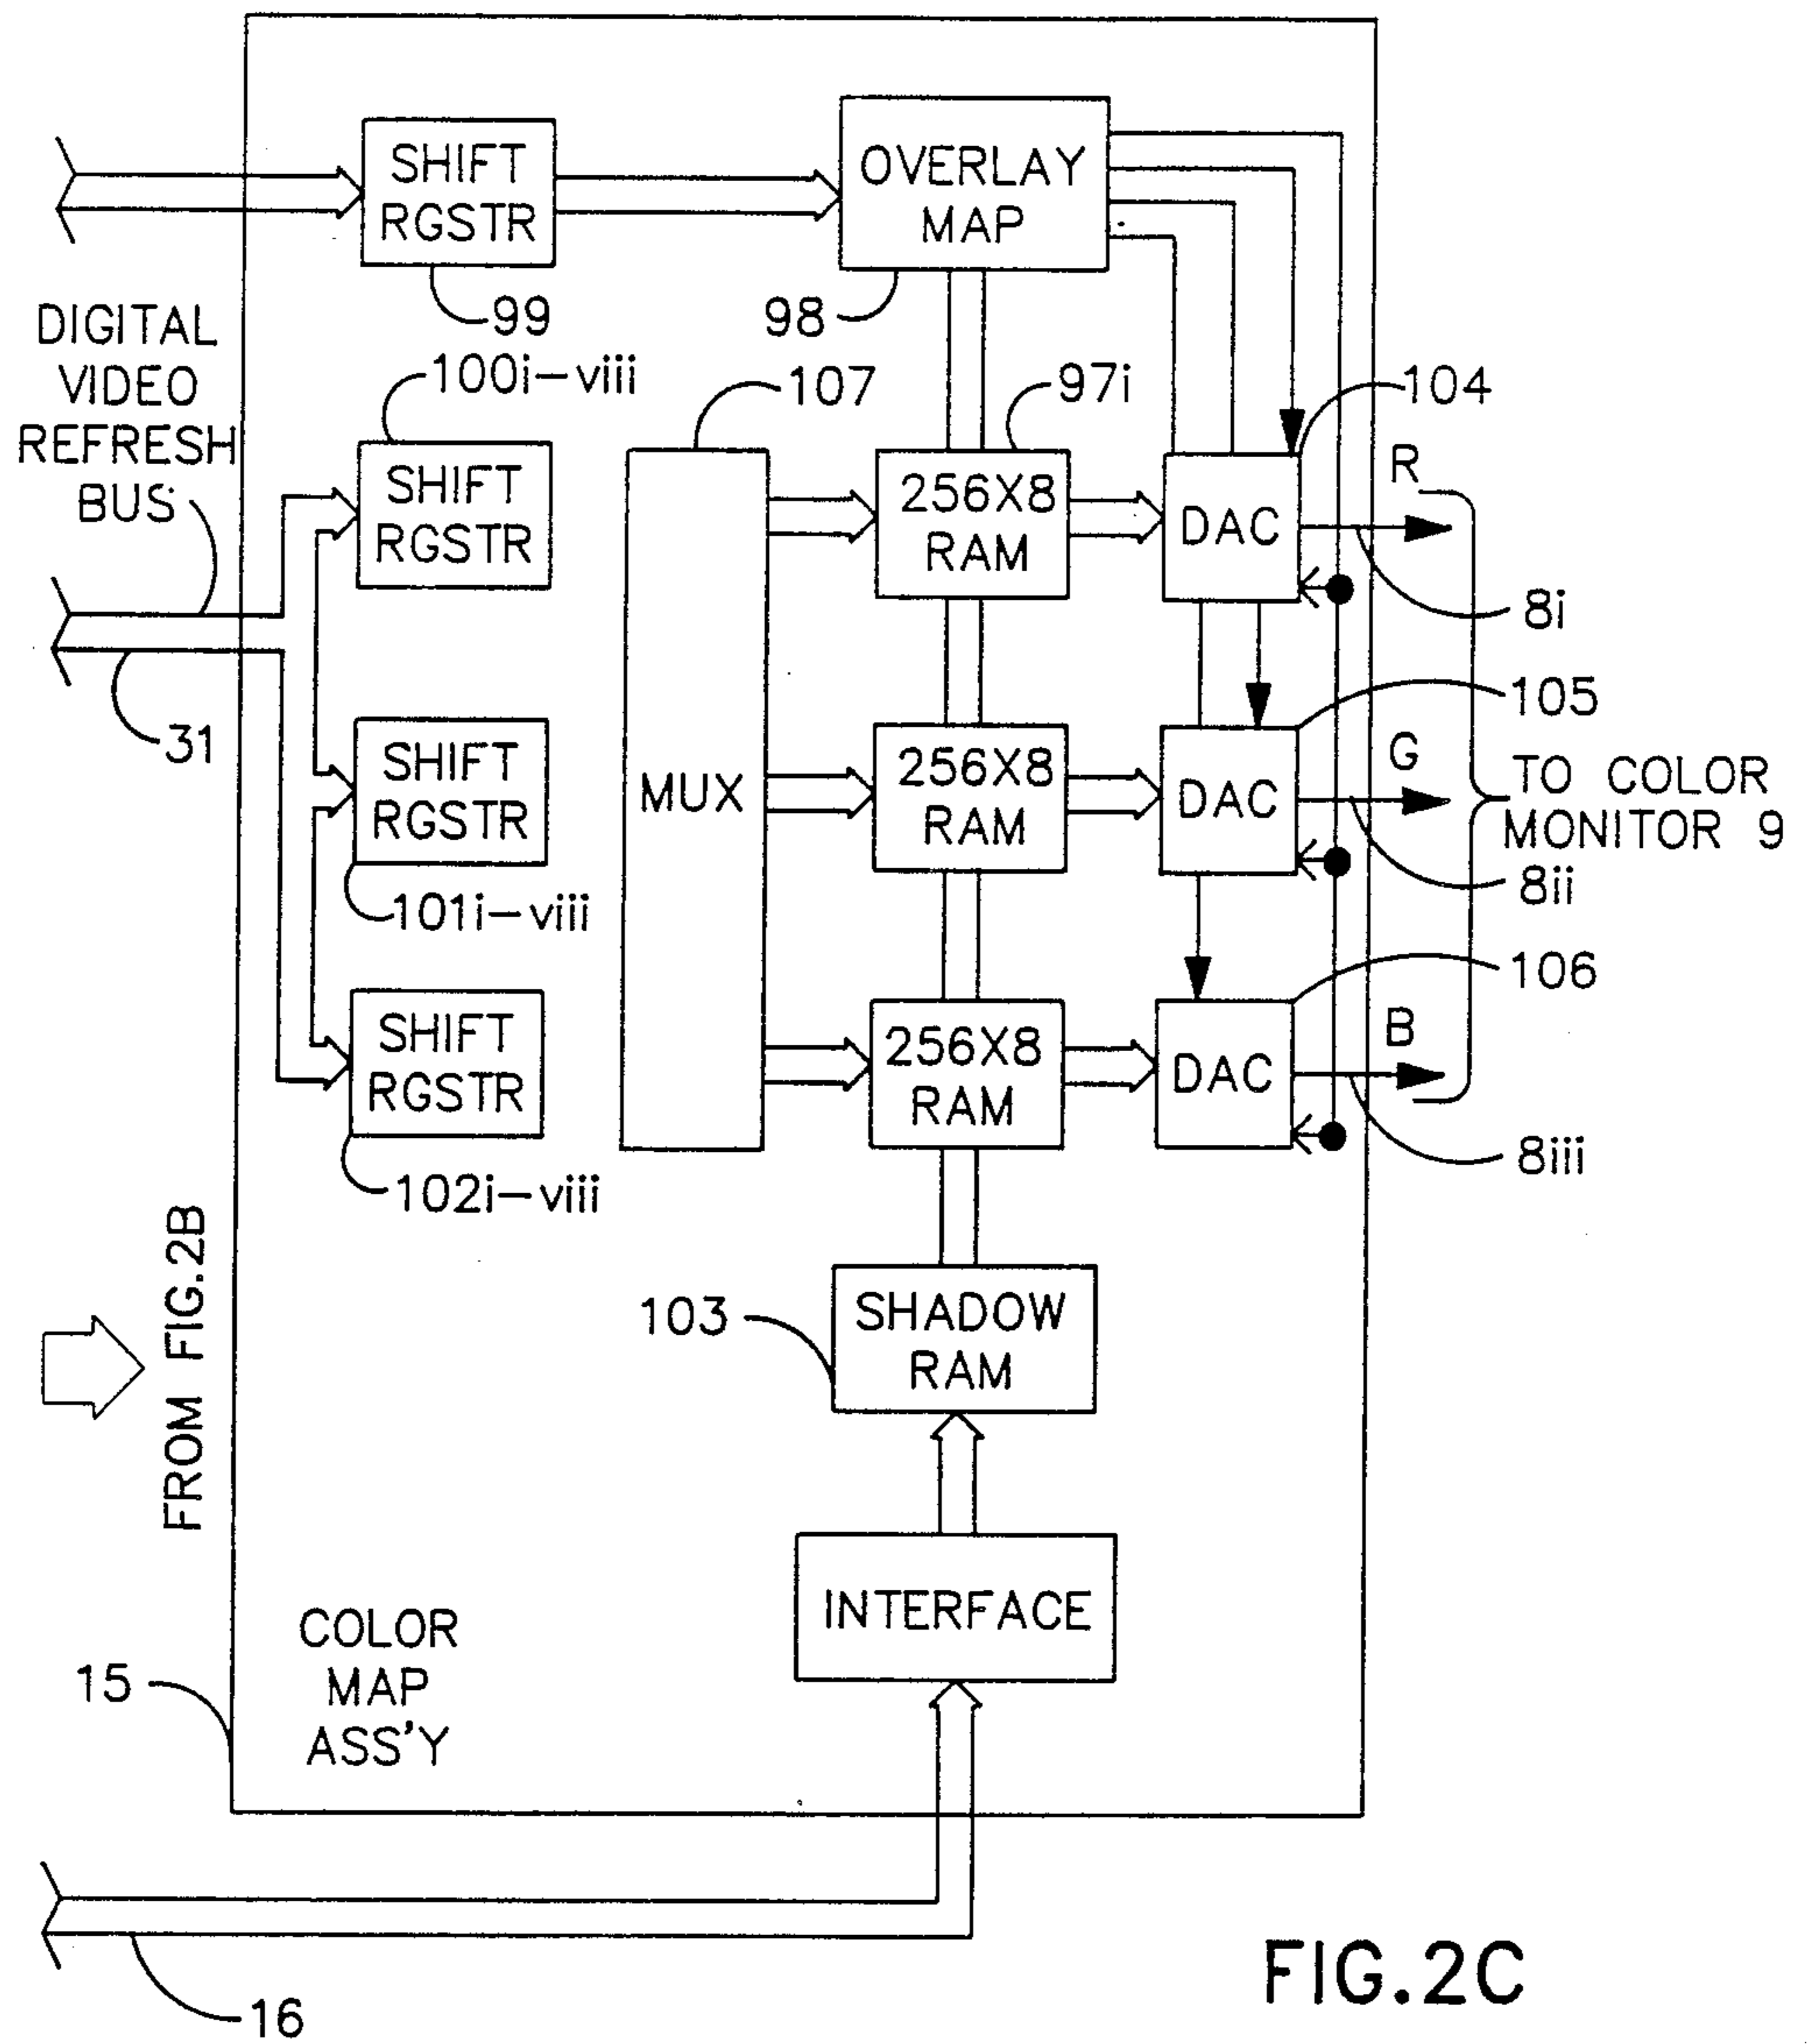 SHIFT
RGSTR
OVERLAY
MAP
99
98
DIGITAL
VIDEO
REFRESH
BUS
100i-viii
107
97i
104
SHIFT
RGSTR
256X8
RAM
DAC
R
8i
31
SHIFT
RGSTR
MUX
256X8
RAM
DAC
105
G
TO COLOR
MONITOR 9
8ii
101i-viii
106
SHIFT
RGSTR
256X8
RAM
DAC
B
8iii
102i-viii
FROM FIG.2B
103
SHADOW
RAM
INTERFACE
COLOR
MAP
ASS'Y
15
16
FIG.2C